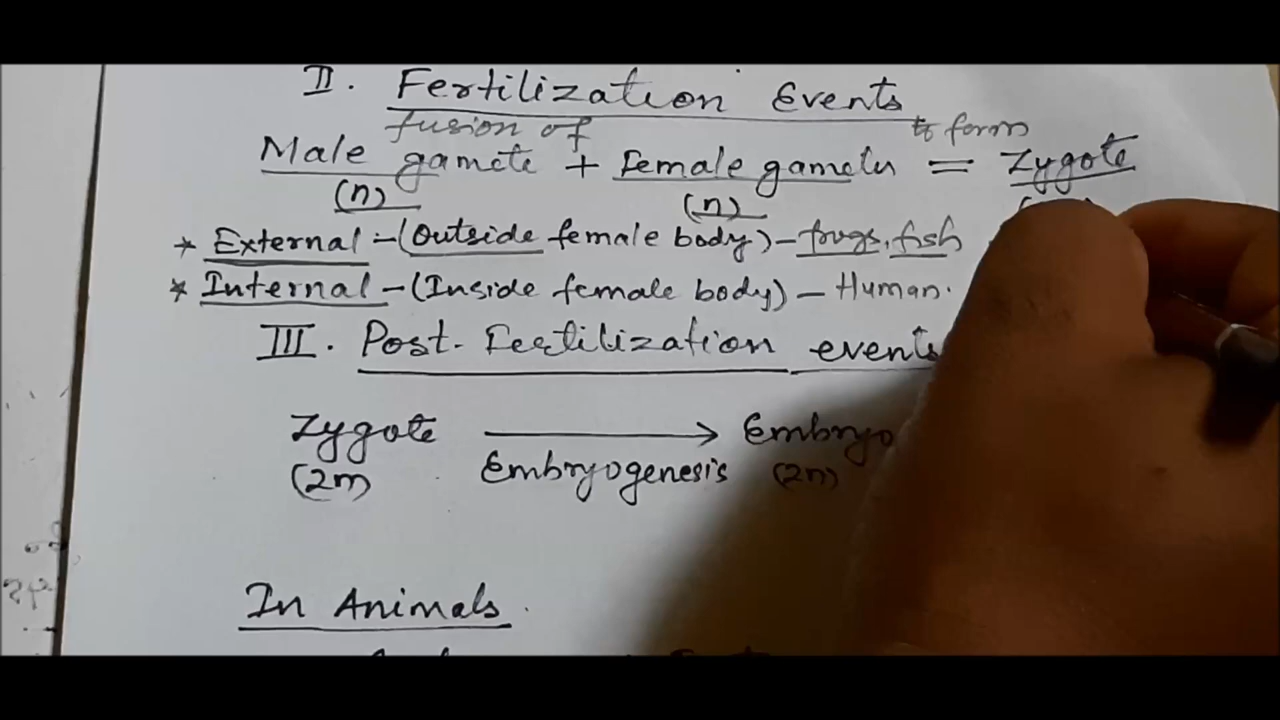 II. Fertilization Events
fusion of to form
Male gamete + Female gametes = Zygote
(n) (n)
* External - (Outside female body) - frogs, fish
* Internal - (Inside female body) - Human.
III. Post-Fertilization events
Zygote → Embryo
(2n) Embryogenesis (2n)
In Animals.